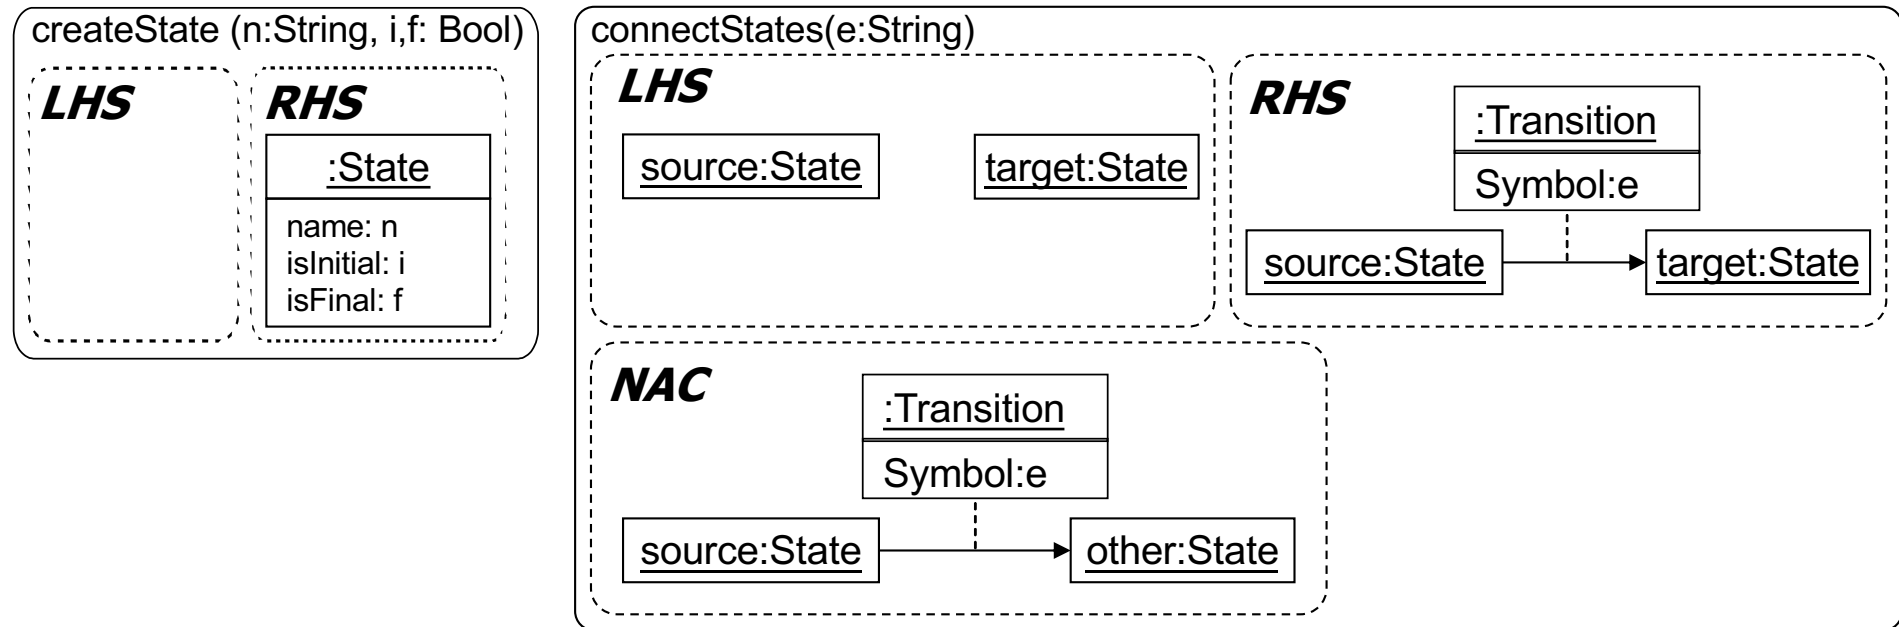 createState (n:String, i,f: Bool)
LHS
RHS
:State
name: n
isInitial: i
isFinal: f
connectStates(e:String)
LHS
source:State
target:State
RHS
:Transition
Symbol:e
source:State
target:State
NAC
:Transition
Symbol:e
source:State
other:State